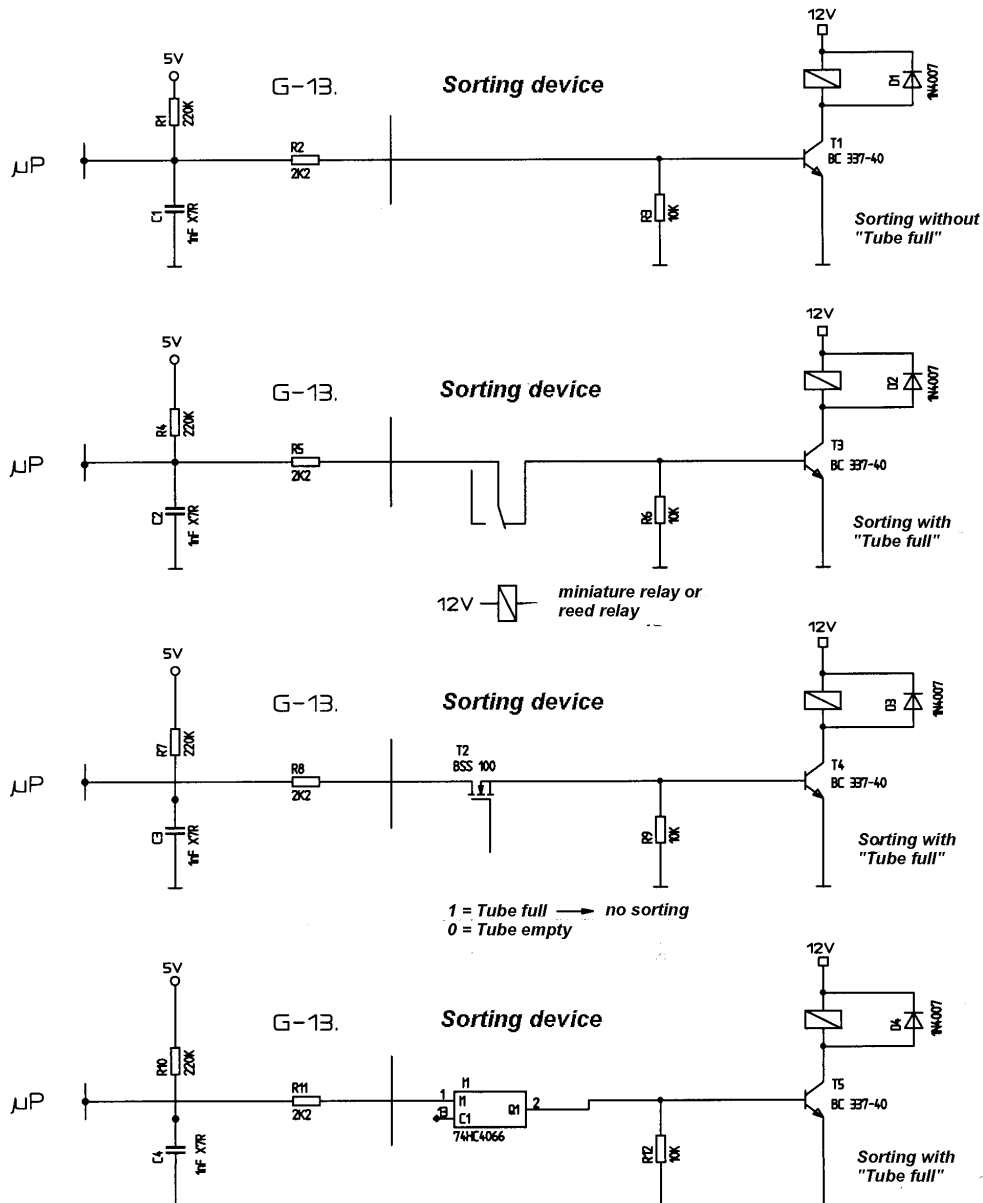 12V
5V
G-13.
Sorting device
D1
1N4007
R1
220K
R2
2K2
T1
BC 337-40
µP
C1
1nF X7R
R3
10K
Sorting without
"Tube full"
12V
5V
G-13.
Sorting device
D2
1N4007
R4
220K
R5
2K2
T3
BC 337-40
µP
C2
1nF X7R
R6
10K
Sorting with
"Tube full"
12V
miniature relay or
reed relay
12V
5V
G-13.
Sorting device
D3
1N4007
R7
220K
T2
BSS 100
R8
2K2
T4
BC 337-40
µP
C3
1nF X7R
R9
10K
Sorting with
"Tube full"
1 = Tube full → no sorting
0 = Tube empty
12V
5V
G-13.
Sorting device
D4
1N4007
R10
220K
R11
2K2
T5
BC 337-40
µP
1
13
M
M
C1
Q1
2
74HC4066
C4
1nF X7R
R12
10K
Sorting with
"Tube full"